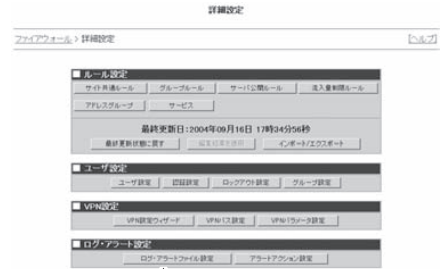 詳細設定
ファイアウォール > 詳細設定 [ヘルプ]
■ ルール設定
サイト共通ルール グループルール サーバ公開ルール 流入量制限ルール
アドレスグループ サービス
最終更新日:2004年09月16日 17時34分56秒
最終更新状態に戻す 編集結果を適用 インポート/エクスポート
■ ユーザ設定
ユーザ設定 認証設定 ロックアウト設定 グループ設定
■ VPN設定
VPN設定ウィザード VPNパス設定 VPNパラメータ設定
■ ログ・アラート設定
ログ・アラートファイル設定 アラートアクション設定